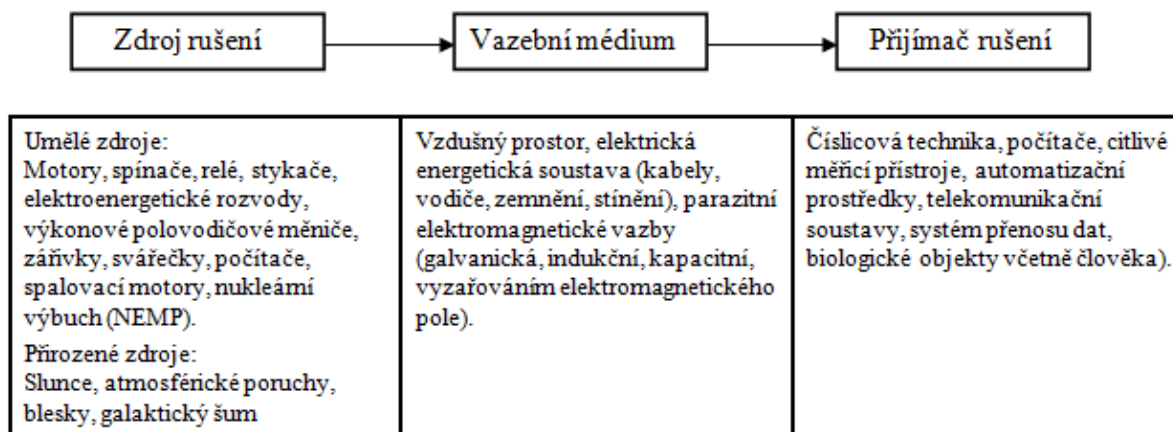 Zdroj rušení
Vazební médium
Přijímač rušení
Umělé zdroje:
Motory, spínače, relé, stykače,
elektroenergetické rozvody,
výkonové polovodičové měniče,
zářivky, svářečky, počítače,
spalovací motory, nukleární
výbuch (NEMP).
Přirozené zdroje:
Slunce, atmosférické poruchy,
blesky, galaktický šum
Vzdušný prostor, elektrická
energetická soustava (kabely,
vodiče, zemnění, stínění), parazitní
elektromagnetické vazby
(galvanická, indukční, kapacitní,
vyzařováním elektromagnetického
pole).
Číslicová technika, počítače, citlivé
měřicí přístroje, automatizační
prostředky, telekomunikační
soustavy, systém přenosu dat,
biologické objekty včetně člověka).